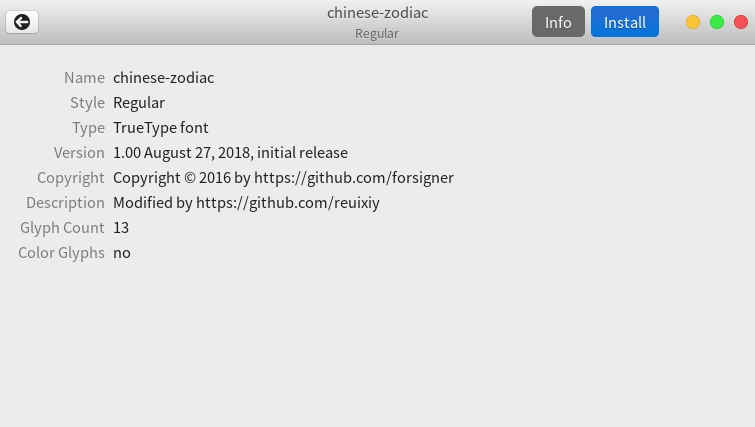 chinese-zodiac
Regular
Info
Install
Name chinese-zodiac
Style Regular
Type TrueType font
Version 1.00 August 27, 2018, initial release
Copyright Copyright © 2016 by https://github.com/forsigner
Description Modified by https://github.com/reuixiy
Glyph Count 13
Color Glyphs no